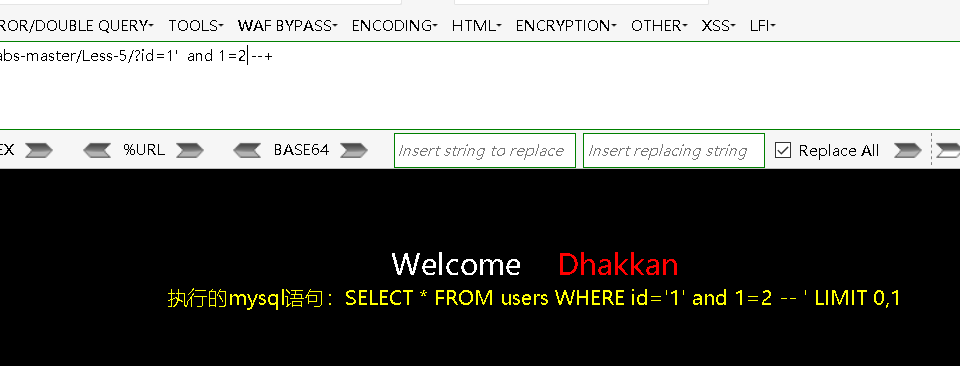 ROR/DOUBLE QUERY TOOLS WAF BYPASS ENCODING HTML ENCRYPTION OTHER XSS LFI
abs-master/Less-5/?id=1' and 1=2 --+
EX %URL BASE64 Insert string to replace Insert replacing string Replace All
Welcome Dhakkan
执行的mysql语句：SELECT * FROM users WHERE id='1' and 1=2 -- ' LIMIT 0,1